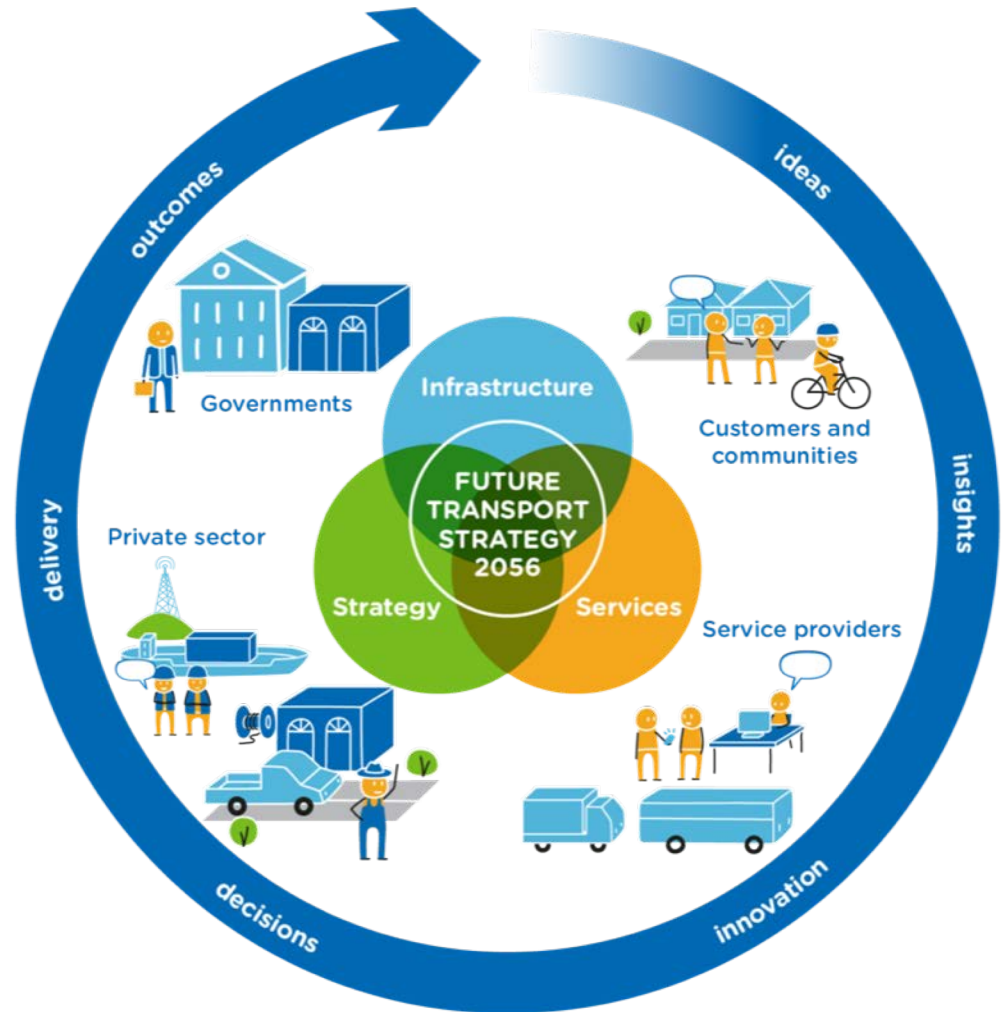 ideas
insights
innovation
decisions
delivery
outcomes
Governments
Customers and
communities
Private sector
Service providers
Infrastructure
FUTURE
TRANSPORT
STRATEGY
2056
Strategy
Services